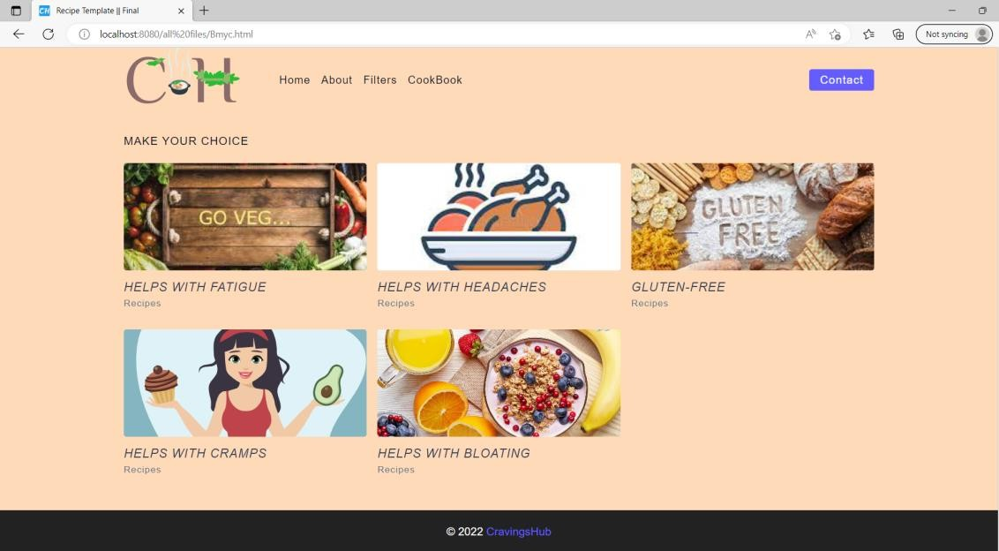 CH Recipe Template || Final
localhost:8080/all%20files/Bmyc.html
Not syncing
C H
Home About Filters CookBook
Contact
MAKE YOUR CHOICE
GO VEG...
GLUTEN
FREE
HELPS WITH FATIGUE
Recipes
HELPS WITH HEADACHES
Recipes
GLUTEN-FREE
Recipes
HELPS WITH CRAMPS
Recipes
HELPS WITH BLOATING
Recipes
© 2022 CravingsHub